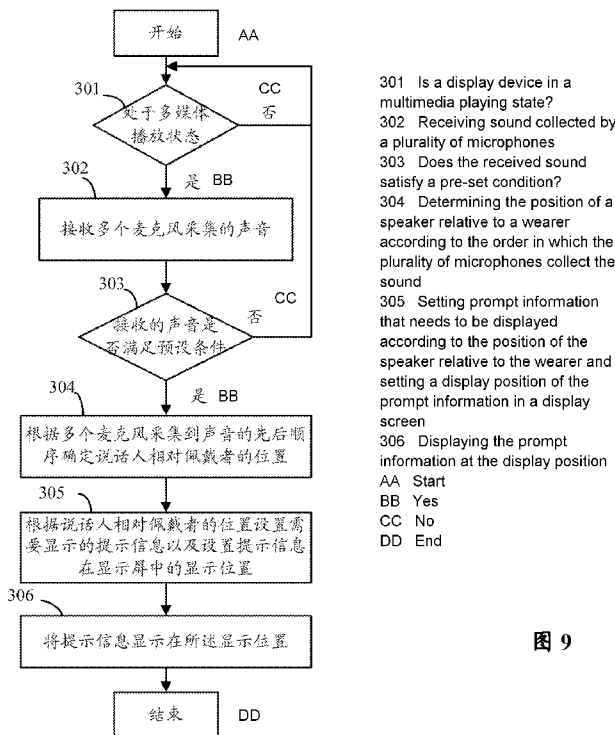 开始
AA
CC
301
处于多媒体
播放状态
否
302
是 BB
接收多个麦克风采集的声音
303
CC
接收的声音是
否满足预设条件
否
304
是 BB
根据多个麦克风采集到声音的先后顺
序确定说话人相对佩戴者的位置
305
根据说话人相对佩戴者的位置设置需
要显示的提示信息以及设置提示信息
在显示屏中的显示位置
306
将提示信息显示在所述显示位置
结束
DD
301 Is a display device in a
multimedia playing state?
302 Receiving sound collected by
a plurality of microphones
303 Does the received sound
satisfy a pre-set condition?
304 Determining the position of a
speaker relative to a wearer
according to the order in which the
plurality of microphones collect the
sound
305 Setting prompt information
that needs to be displayed
according to the position of the
speaker relative to the wearer and
setting a display position of the
prompt information in a display
screen
306 Displaying the prompt
information at the display position
AA Start
BB Yes
CC No
DD End
图 9